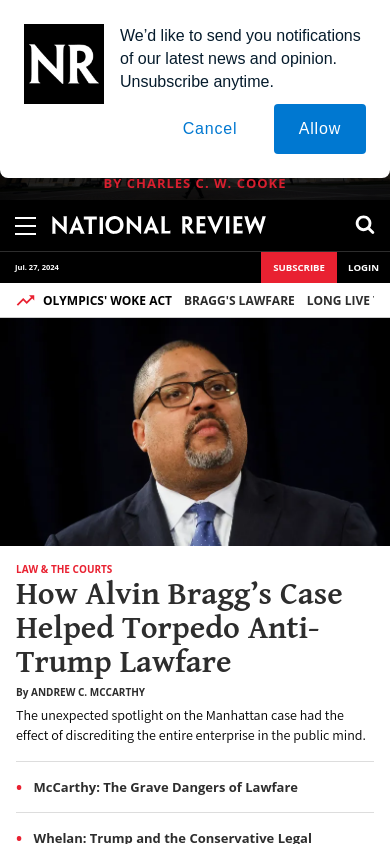 NR
We’d like to send you notifications
of our latest news and opinion.
Unsubscribe anytime.
Cancel
Allow
BY CHARLES C. W. COOKE
NATIONAL REVIEW
Jul. 27, 2024
SUBSCRIBE
LOGIN
OLYMPICS' WOKE ACT BRAGG'S LAWFARE LONG LIVE
LAW & THE COURTS
How Alvin Bragg’s Case
Helped Torpedo Anti-
Trump Lawfare
By ANDREW C. MCCARTHY
The unexpected spotlight on the Manhattan case had the
effect of discrediting the entire enterprise in the public mind.
McCarthy: The Grave Dangers of Lawfare
Whelan: Trump and the Conservative Legal